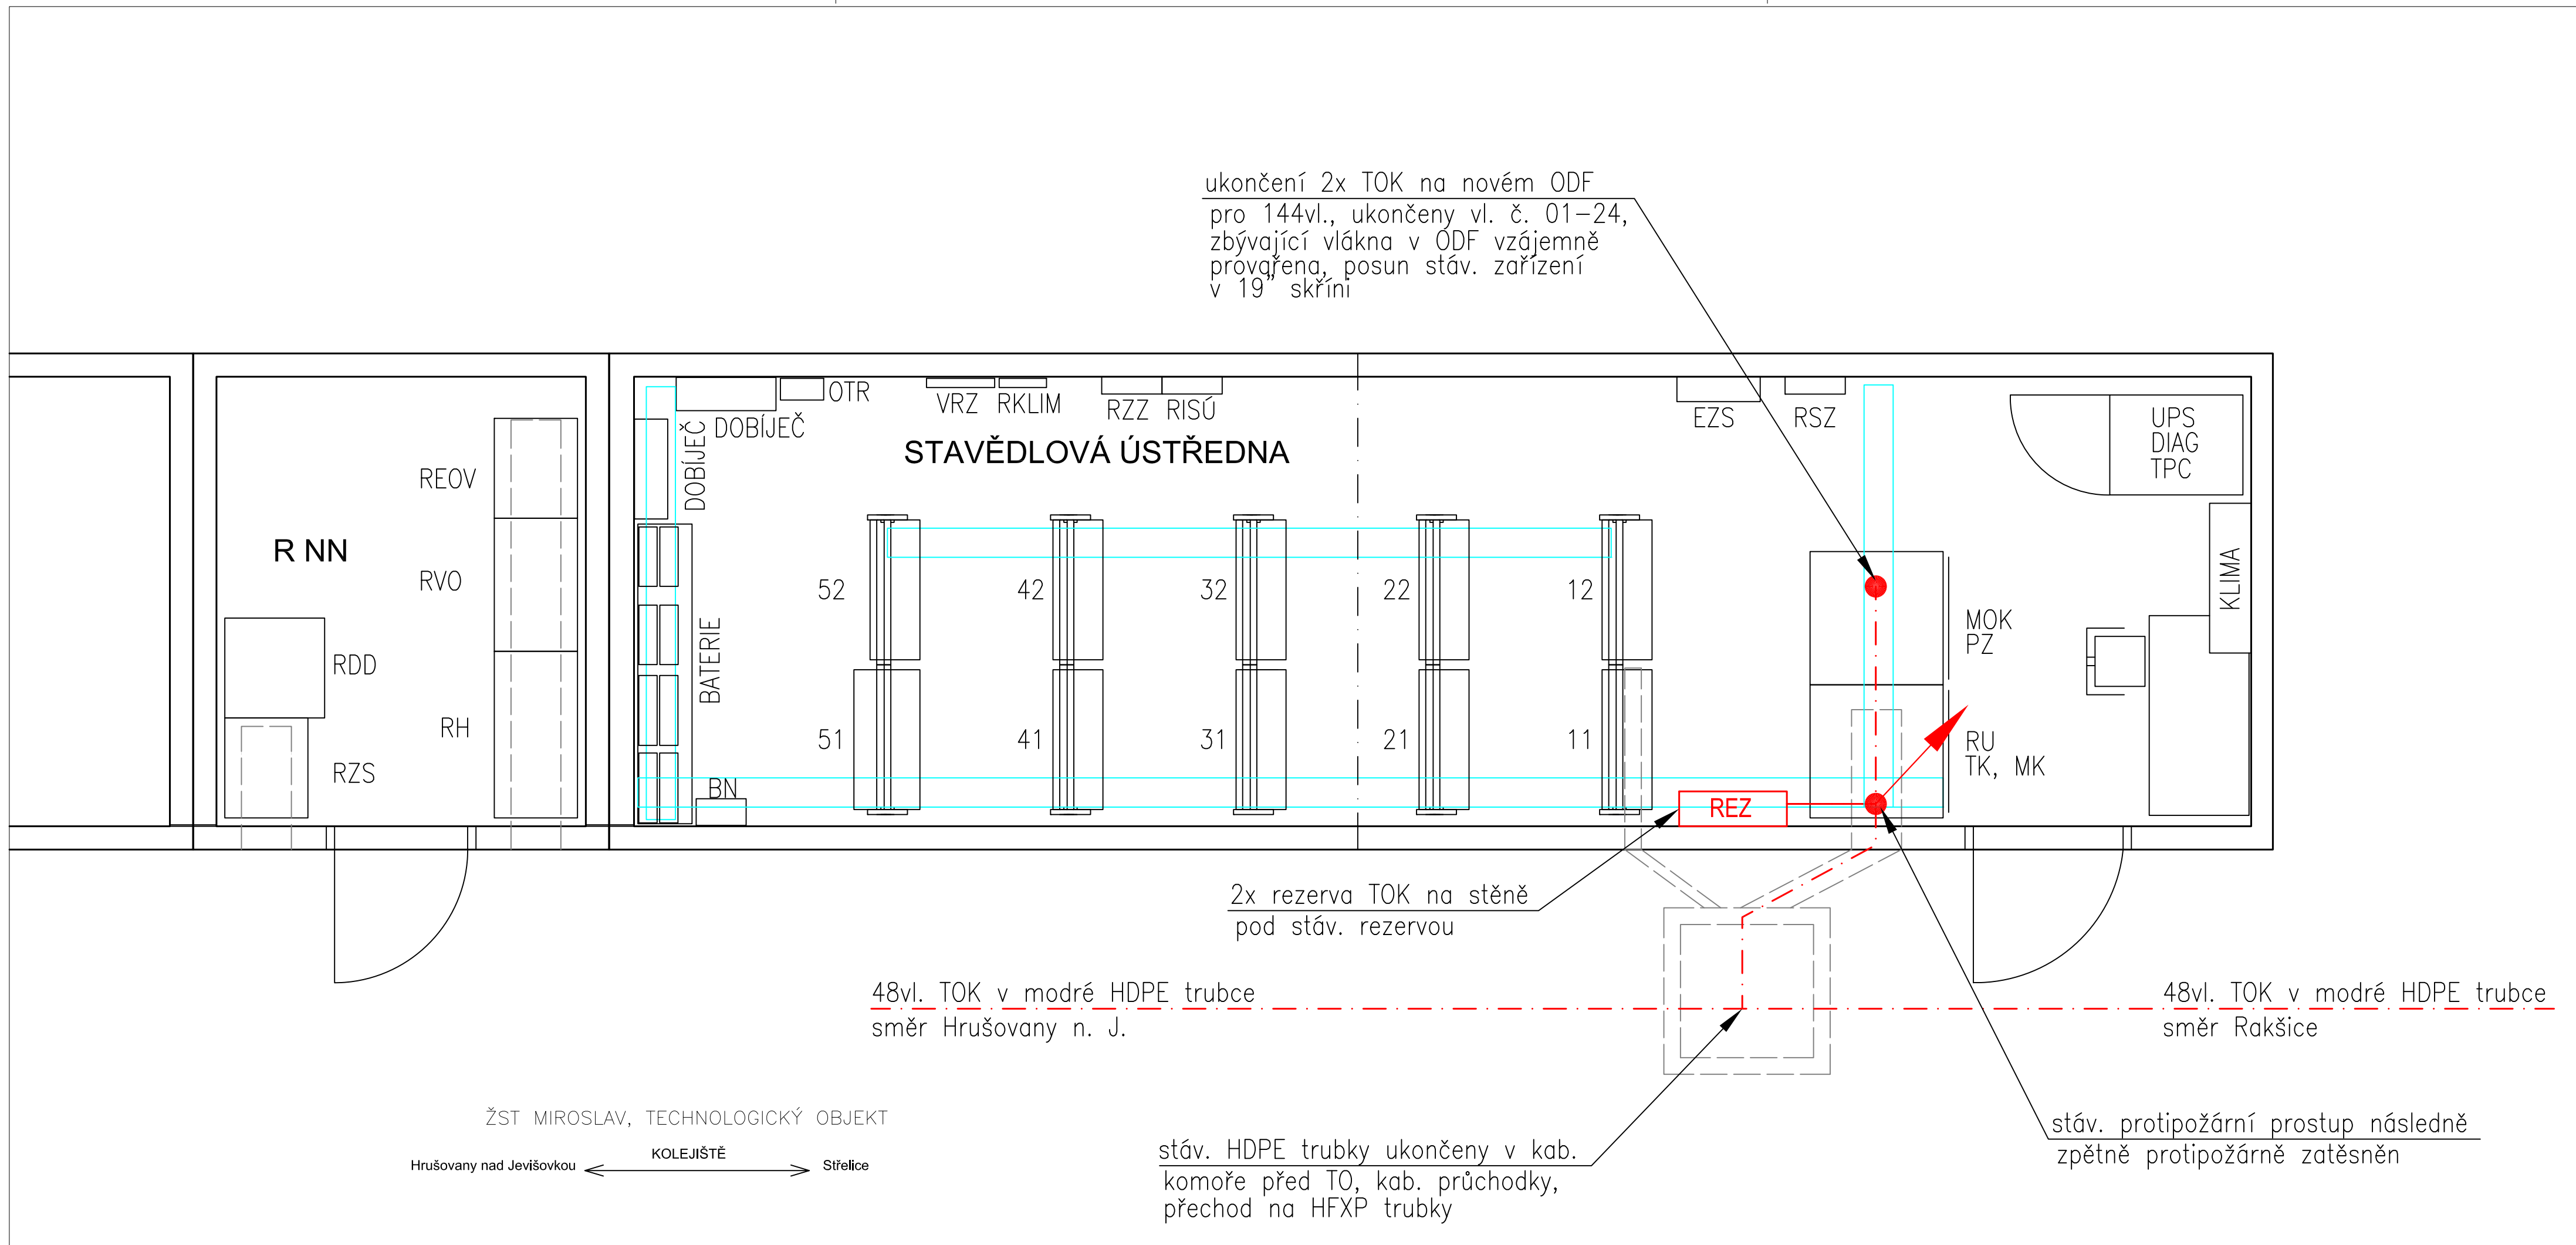 ukončení 2x TOK na novém ODF
pro 144vl., ukončeny vl. č. 01-24,
zbývající vlákna v ODF vzájemně
provařena, posun stáv. zařízení
v 19" skříni
OTR
DOBÍJEČ
VRZ
RKLIM
RZZ
RISÚ
EZS
RSZ
UPS
DIAG
TPC
DOBÍJEČ
STAVĚDLOVÁ ÚSTŘEDNA
REOV
R NN
RVO
RDD
RH
RZS
BATERIE
BN
52
42
32
22
12
51
41
31
21
11
MOK
PZ
KLIMA
RU
TK, MK
REZ
2x rezerva TOK na stěně
pod stáv. rezervou
48vl. TOK v modré HDPE trubce
směr Hrušovany n. J.
48vl. TOK v modré HDPE trubce
směr Rakšice
ŽST MIROSLAV, TECHNOLOGICKÝ OBJEKT
KOLEJIŠTĚ
Hrušovany nad Jevišovkou
Střelice
stáv. HDPE trubky ukončeny v kab.
komoře před TO, kab. průchodky,
přechod na HFXP trubky
stáv. protipožární prostup následně
zpětně protipožárně zatěsněn